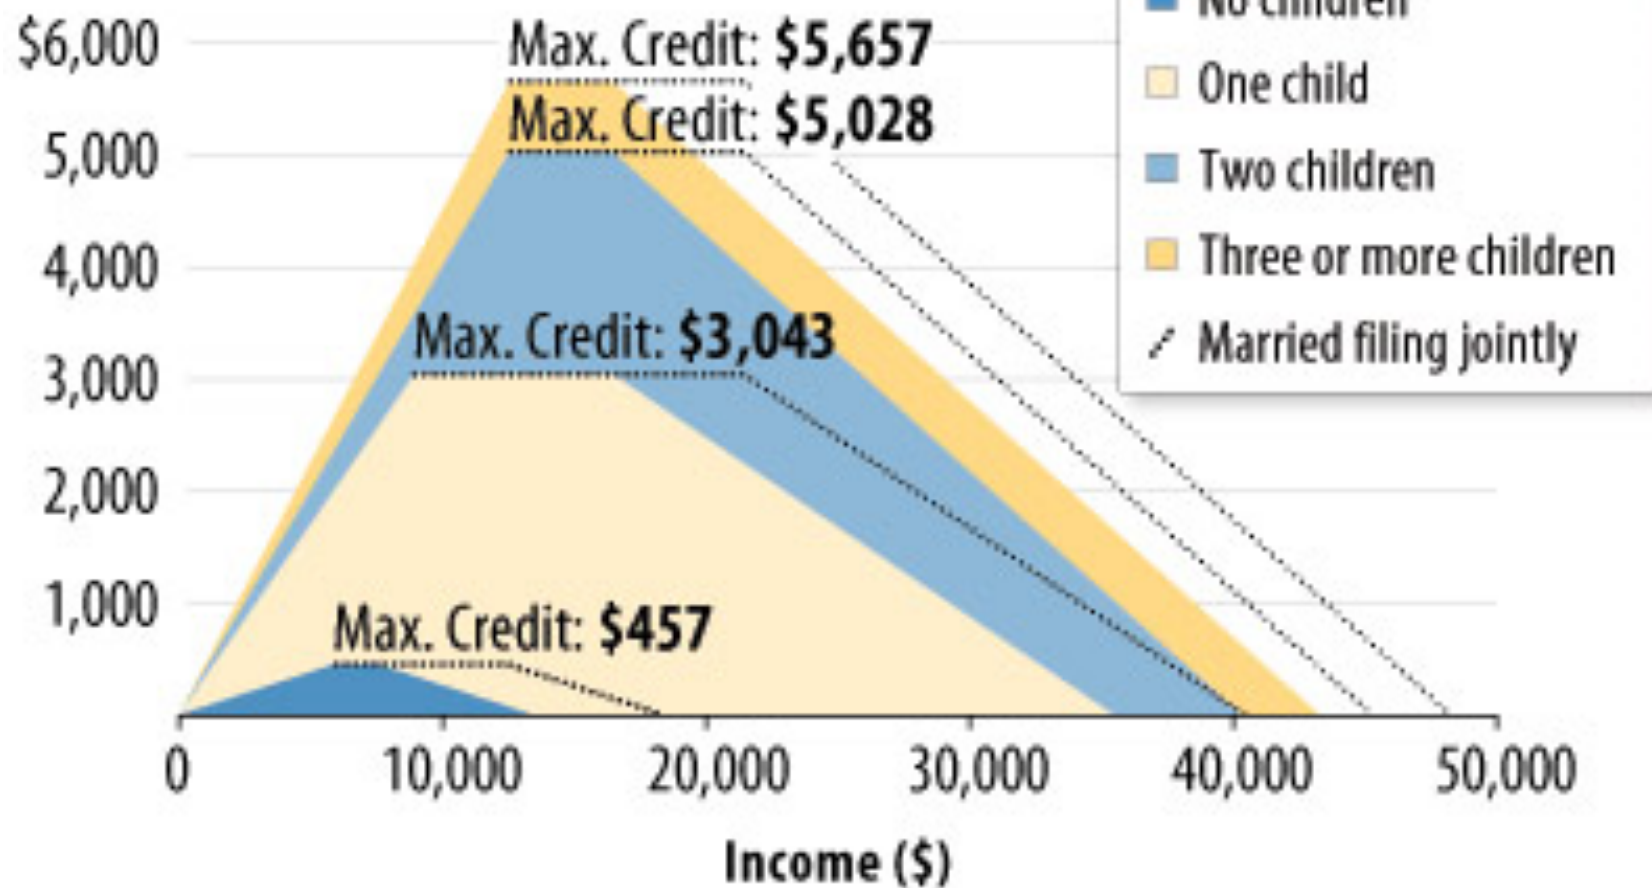 No children
$6,000
Max. Credit: $5,657
One child
Max. Credit: $5,028
5,000
Two children
4,000
Three or more children
Max. Credit: $3,043
Married filing jointly
3,000
2,000
1,000
Max. Credit: $457
0
10,000
20,000
30,000
40,000
50,000
Income ($)